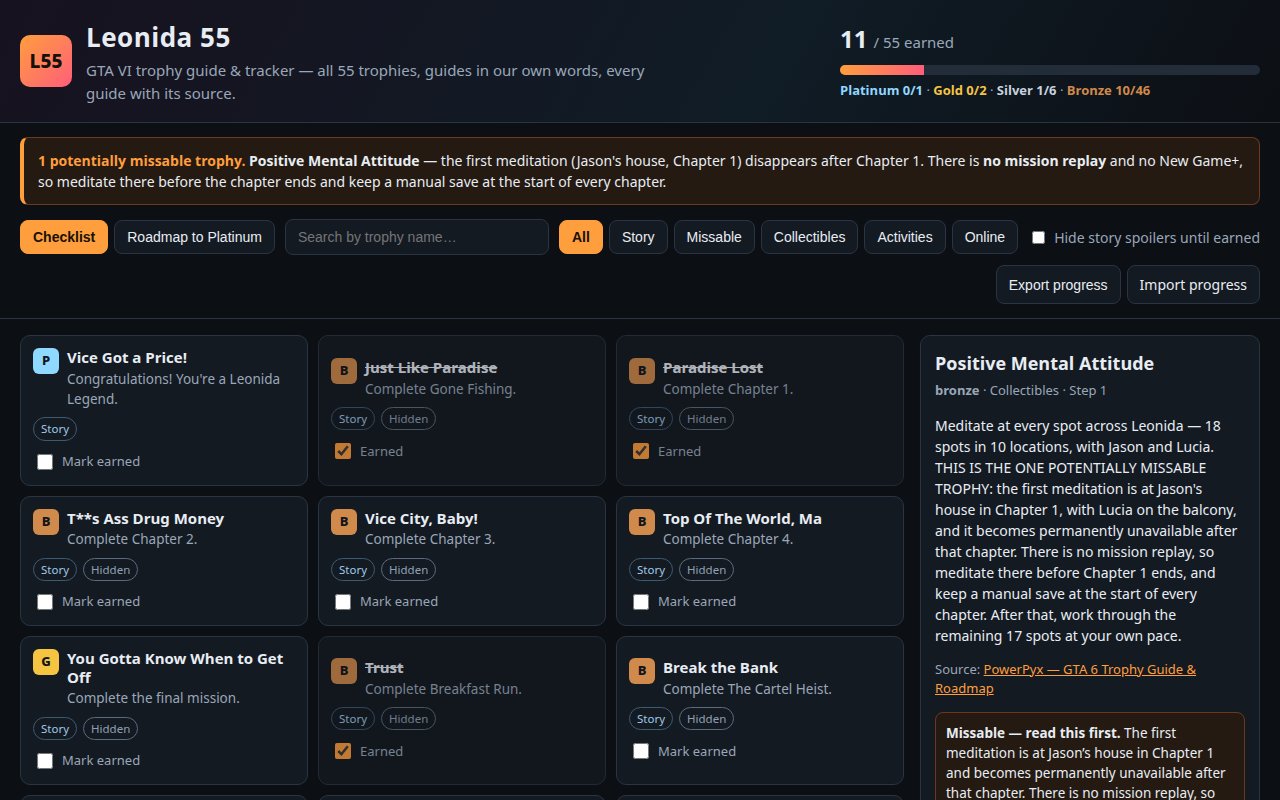 L55
Leonida 55
GTA VI trophy guide & tracker — all 55 trophies, guides in our own words, every
guide with its source.
11 / 55 earned
Platinum 0/1 · Gold 0/2 · Silver 1/6 · Bronze 10/46
1 potentially missable trophy. Positive Mental Attitude — the first meditation (Jason's house, Chapter 1) disappears after Chapter 1. There is no mission replay and no New Game+,
so meditate there before the chapter ends and keep a manual save at the start of every chapter.
Checklist
Roadmap to Platinum
Search by trophy name…
All
Story
Missable
Collectibles
Activities
Online
Hide story spoilers until earned
Export progress
Import progress
P
Vice Got a Price!
Congratulations! You're a Leonida
Legend.
Story
Mark earned
B
Just Like Paradise
Complete Gone Fishing.
Story
Hidden
Earned
B
Paradise Lost
Complete Chapter 1.
Story
Hidden
Earned
B
T**s Ass Drug Money
Complete Chapter 2.
Story
Hidden
Mark earned
B
Vice City, Baby!
Complete Chapter 3.
Story
Hidden
Mark earned
B
Top Of The World, Ma
Complete Chapter 4.
Story
Hidden
Mark earned
G
You Gotta Know When to Get
Off
Complete the final mission.
Story
Hidden
Mark earned
B
Trust
Complete Breakfast Run.
Story
Hidden
Earned
B
Break the Bank
Complete The Cartel Heist.
Story
Hidden
Mark earned
Positive Mental Attitude
bronze · Collectibles · Step 1
Meditate at every spot across Leonida — 18
spots in 10 locations, with Jason and Lucia.
THIS IS THE ONE POTENTIALLY MISSABLE
TROPHY: the first meditation is at Jason's
house in Chapter 1, with Lucia on the balcony,
and it becomes permanently unavailable after
that chapter. There is no mission replay, so
meditate there before Chapter 1 ends, and
keep a manual save at the start of every
chapter. After that, work through the
remaining 17 spots at your own pace.
Source: PowerPyx — GTA 6 Trophy Guide &
Roadmap
Missable — read this first. The first
meditation is at Jason’s house in Chapter 1
and becomes permanently unavailable after
that chapter. There is no mission replay, so